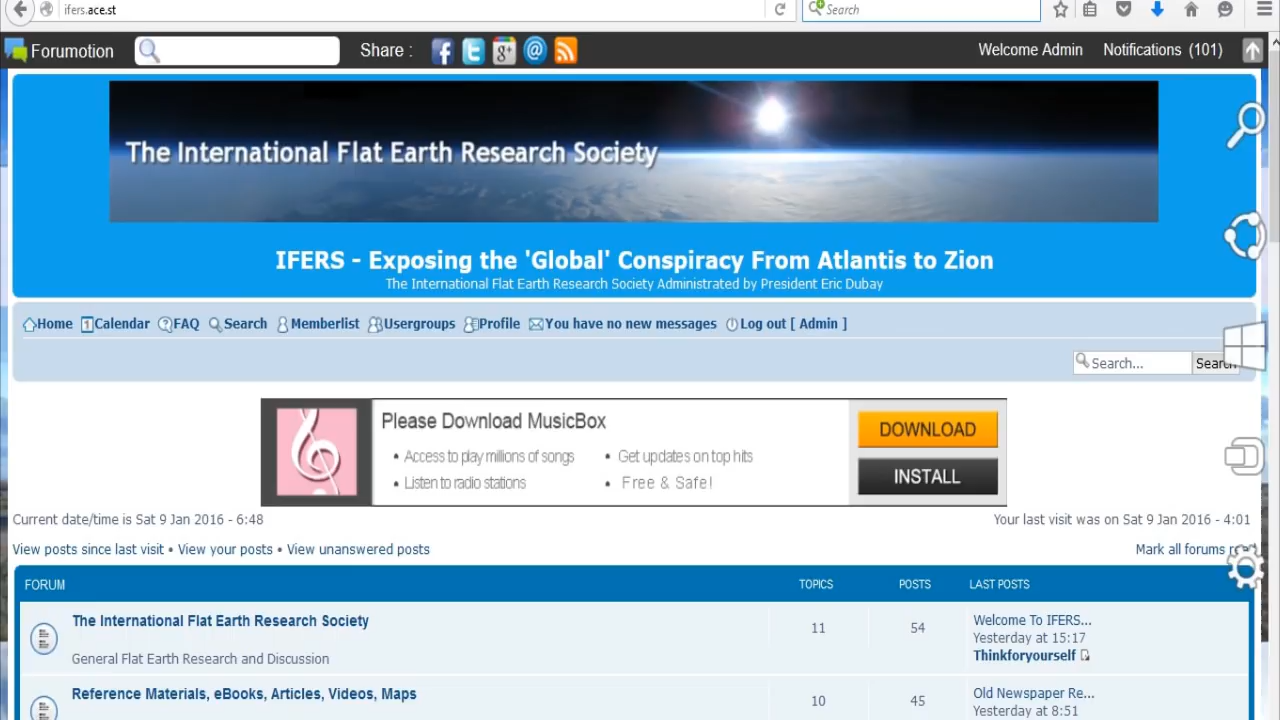 ifers.ace.st
Search
Forumotion
Share :
Welcome Admin
Notifications (101)
The International Flat Earth Research Society
IFERS - Exposing the 'Global' Conspiracy From Atlantis to Zion
The International Flat Earth Research Society Administrated by President Eric Dubay
Home Calendar FAQ Search Memberlist Usergroups Profile You have no new messages Log out [ Admin ]
Search... Search
Please Download MusicBox
• Access to play millions of songs • Get updates on top hits
• Listen to radio stations • Free & Safe!
DOWNLOAD
INSTALL
Current date/time is Sat 9 Jan 2016 - 6:48
Your last visit was on Sat 9 Jan 2016 - 4:01
View posts since last visit • View your posts • View unanswered posts
Mark all forums read
FORUM TOPICS POSTS LAST POSTS
The International Flat Earth Research Society
General Flat Earth Research and Discussion
11 54
Welcome To IFERS...
Yesterday at 15:17
Thinkforyourself
Reference Materials, eBooks, Articles, Videos, Maps
10 45
Old Newspaper Re...
Yesterday at 8:51